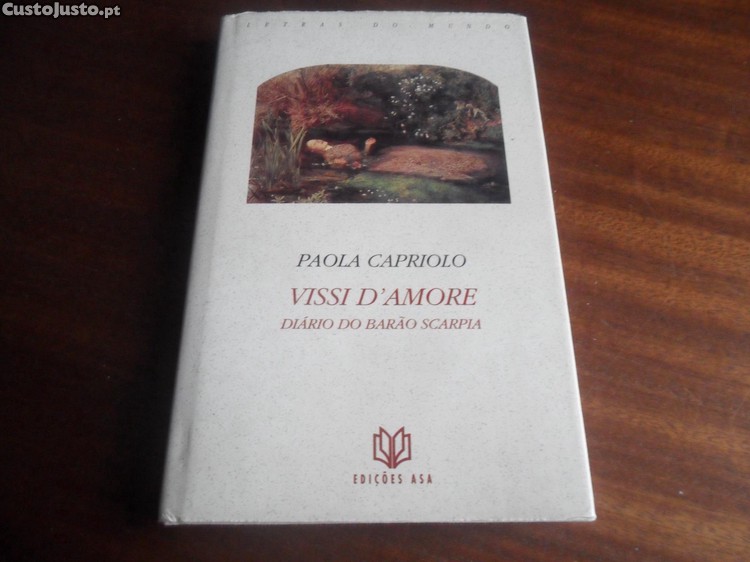 CustoJusto.pt
LETRAS DO MUNDO
PAOLA CAPRIOLO
VISSI D'AMORE
DIÁRIO DO BARÃO SCARPIA
EDIÇÕES ASA